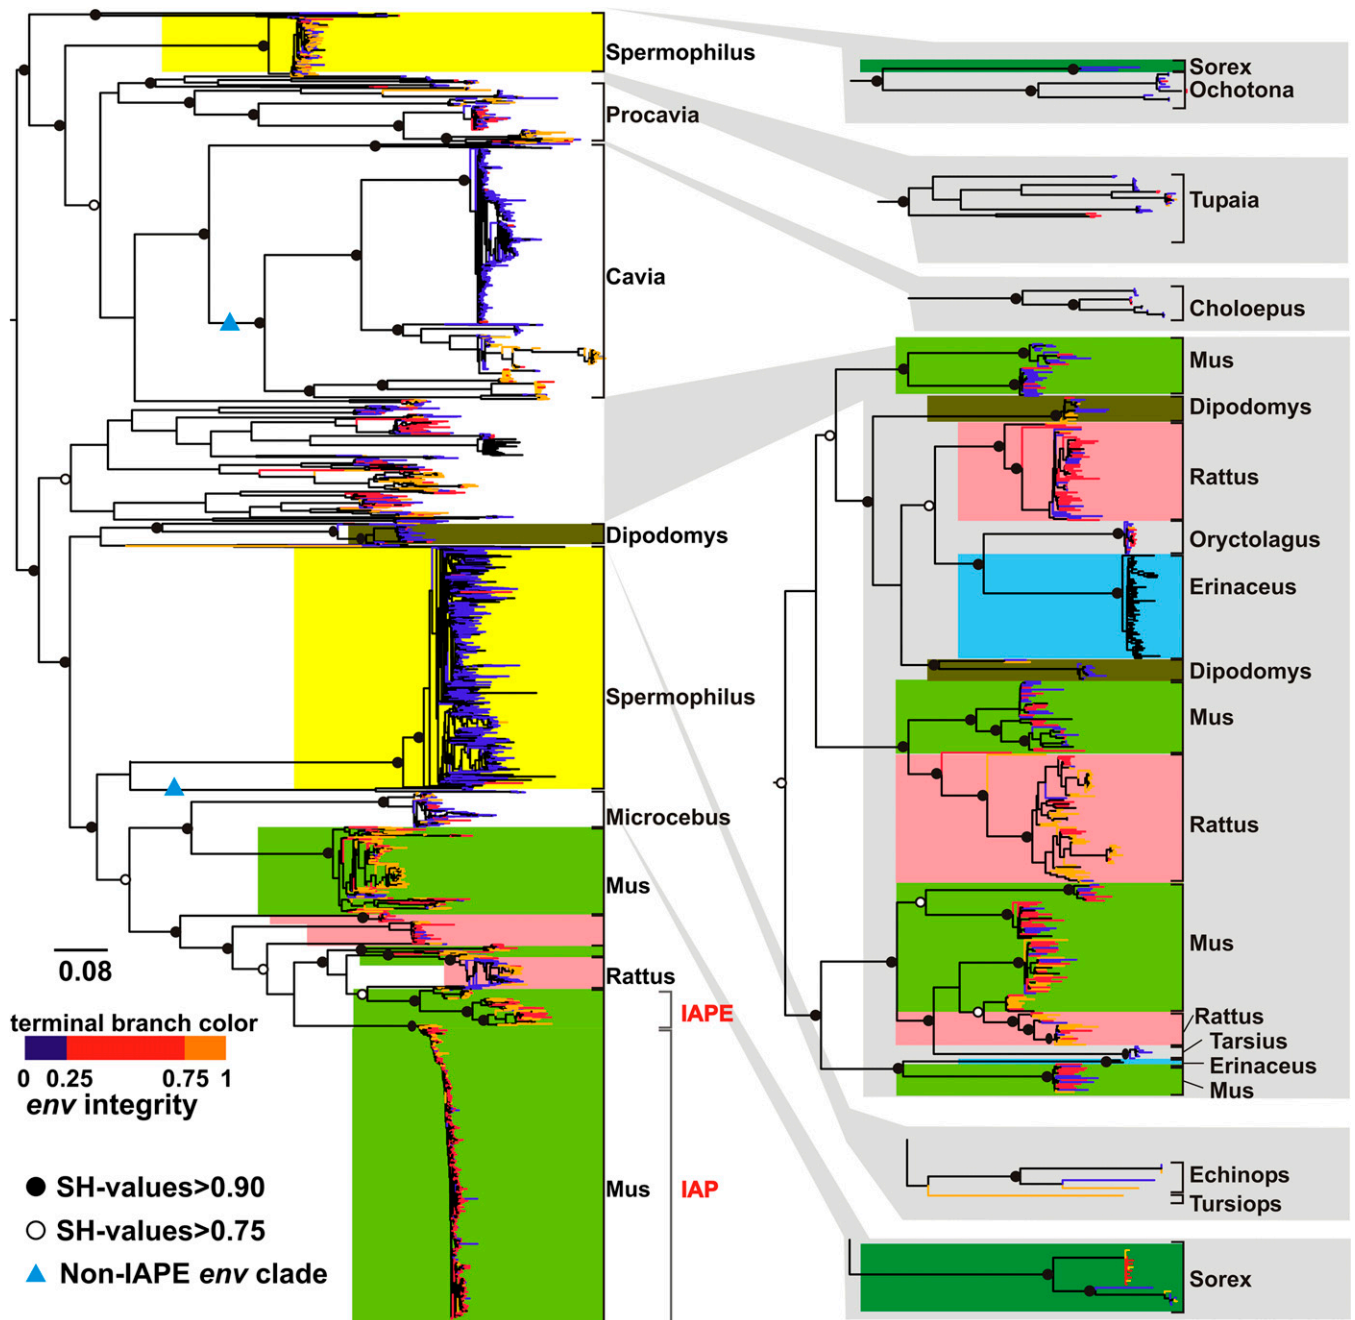 Spermophilus
Procavia
Cavia
Dipodomys
Spermophilus
Microcebus
Mus
Rattus
IAPE
Mus
IAP
0.08
terminal branch color
0 0.25 0.75 1
env integrity
SH-values>0.90
SH-values>0.75
Non-IAPE env clade
Sorex
Ochotona
Tupaia
Choloepus
Mus
Dipodomys
Rattus
Oryctolagus
Erinaceus
Dipodomys
Mus
Rattus
Mus
Rattus
Tarsius
Erinaceus
Mus
Echinops
Tursiops
Sorex